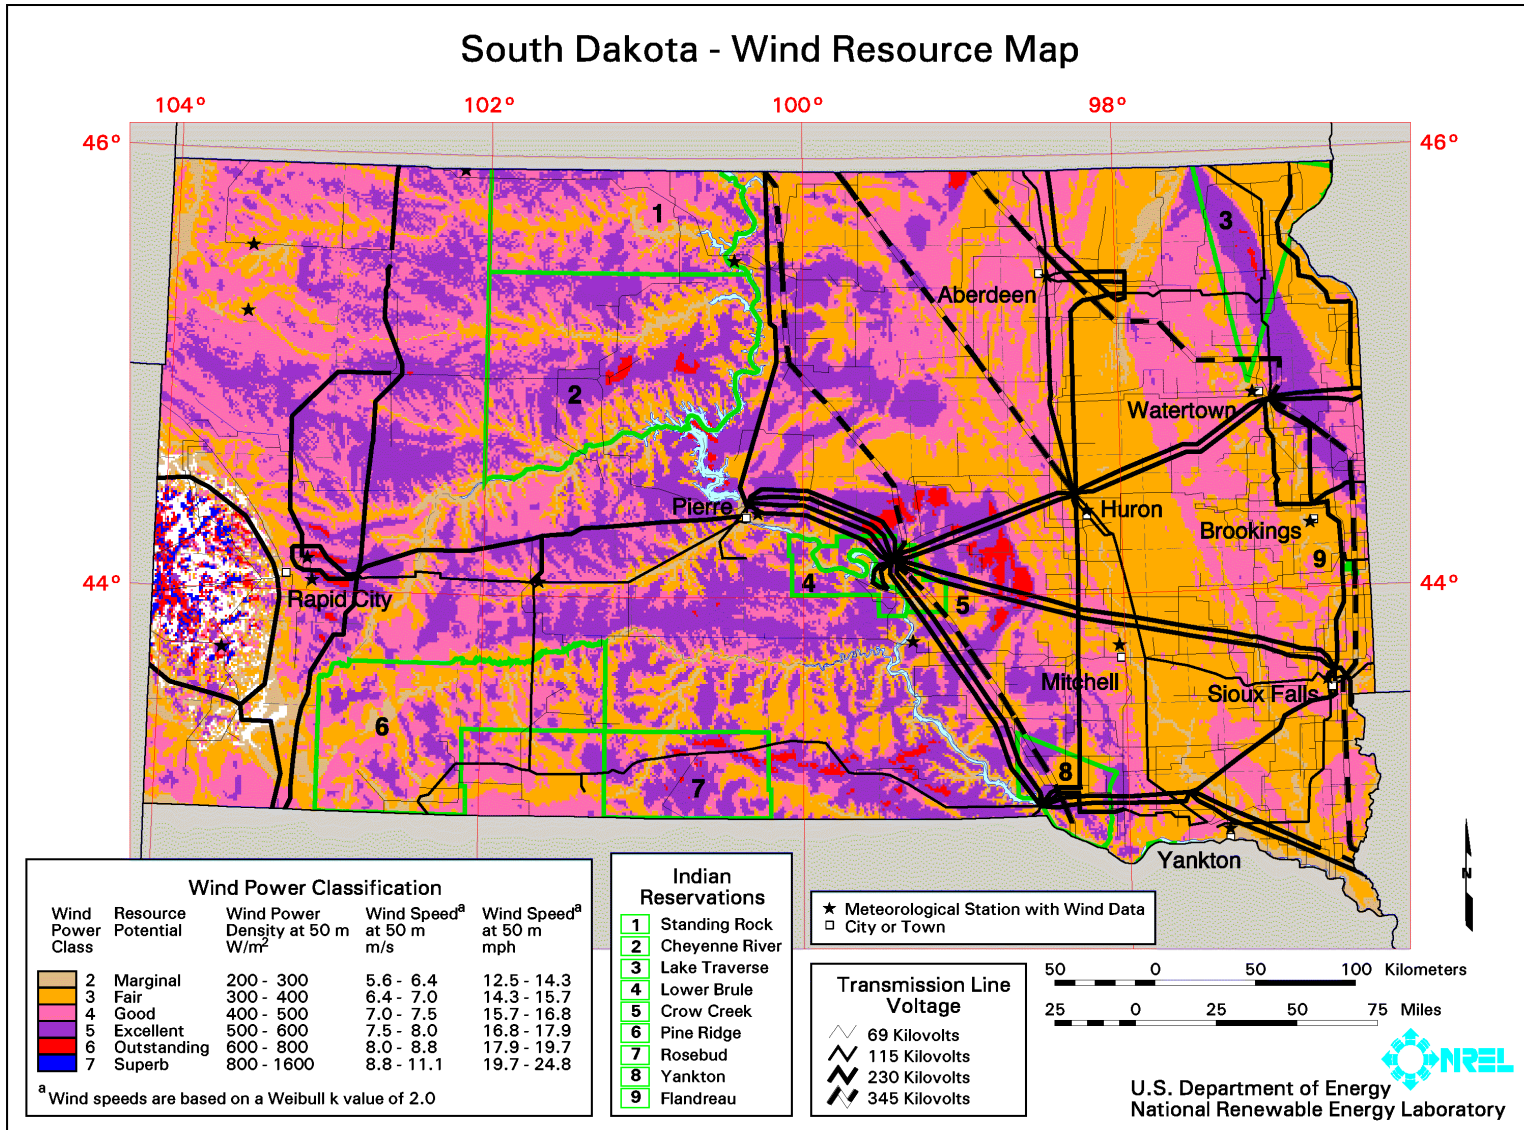 South Dakota - Wind Resource Map
104° 102° 100° 98°
46° 46°
1
3
Aberdeen
2
Watertown
Pierre
Huron
Brookings
9
44° 44°
4
5
Rapid City
Mitchell
Sioux Falls
6
7
8
Yankton
Wind Power Classification
Wind Power Class
Resource Potential
Wind Power Density at 50 m W/m²
Wind Speedᵃ at 50 m m/s
Wind Speedᵃ at 50 m mph
2 Marginal 200 - 300 5.6 - 6.4 12.5 - 14.3
3 Fair 300 - 400 6.4 - 7.0 14.3 - 15.7
4 Good 400 - 500 7.0 - 7.5 15.7 - 16.8
5 Excellent 500 - 600 7.5 - 8.0 16.8 - 17.9
6 Outstanding 600 - 800 8.0 - 8.8 17.9 - 19.7
7 Superb 800 - 1600 8.8 - 11.1 19.7 - 24.8
ᵃ Wind speeds are based on a Weibull k value of 2.0
Indian
Reservations
1 Standing Rock
2 Cheyenne River
3 Lake Traverse
4 Lower Brule
5 Crow Creek
6 Pine Ridge
7 Rosebud
8 Yankton
9 Flandreau
★ Meteorological Station with Wind Data
□ City or Town
Transmission Line
Voltage
69 Kilovolts
115 Kilovolts
230 Kilovolts
345 Kilovolts
N
50 0 50 100 Kilometers
25 0 25 50 75 Miles
NREL
U.S. Department of Energy
National Renewable Energy Laboratory